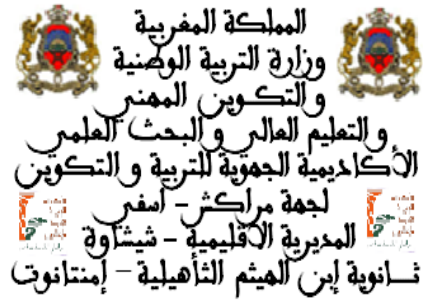 المملكة المغربية
وزارة التربية الوطنية
والتكوين المهني
والتعليم العالي والبحث العلمي
الأكاديمية الجهوية للتربية والتكوين
لجهة مراكش - آسفي
المديرية الاقليمية - شيشاوة
ثانوية إبن الهيثم التأهيلية - إمنتانوت